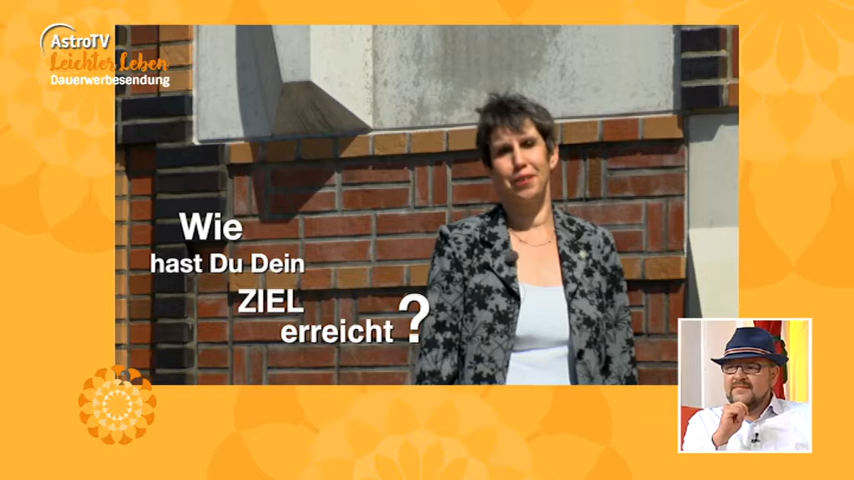 AstroTV
Leichter Leben
Dauerwerbesendung
Wie
hast Du Dein
ZIEL
erreicht?